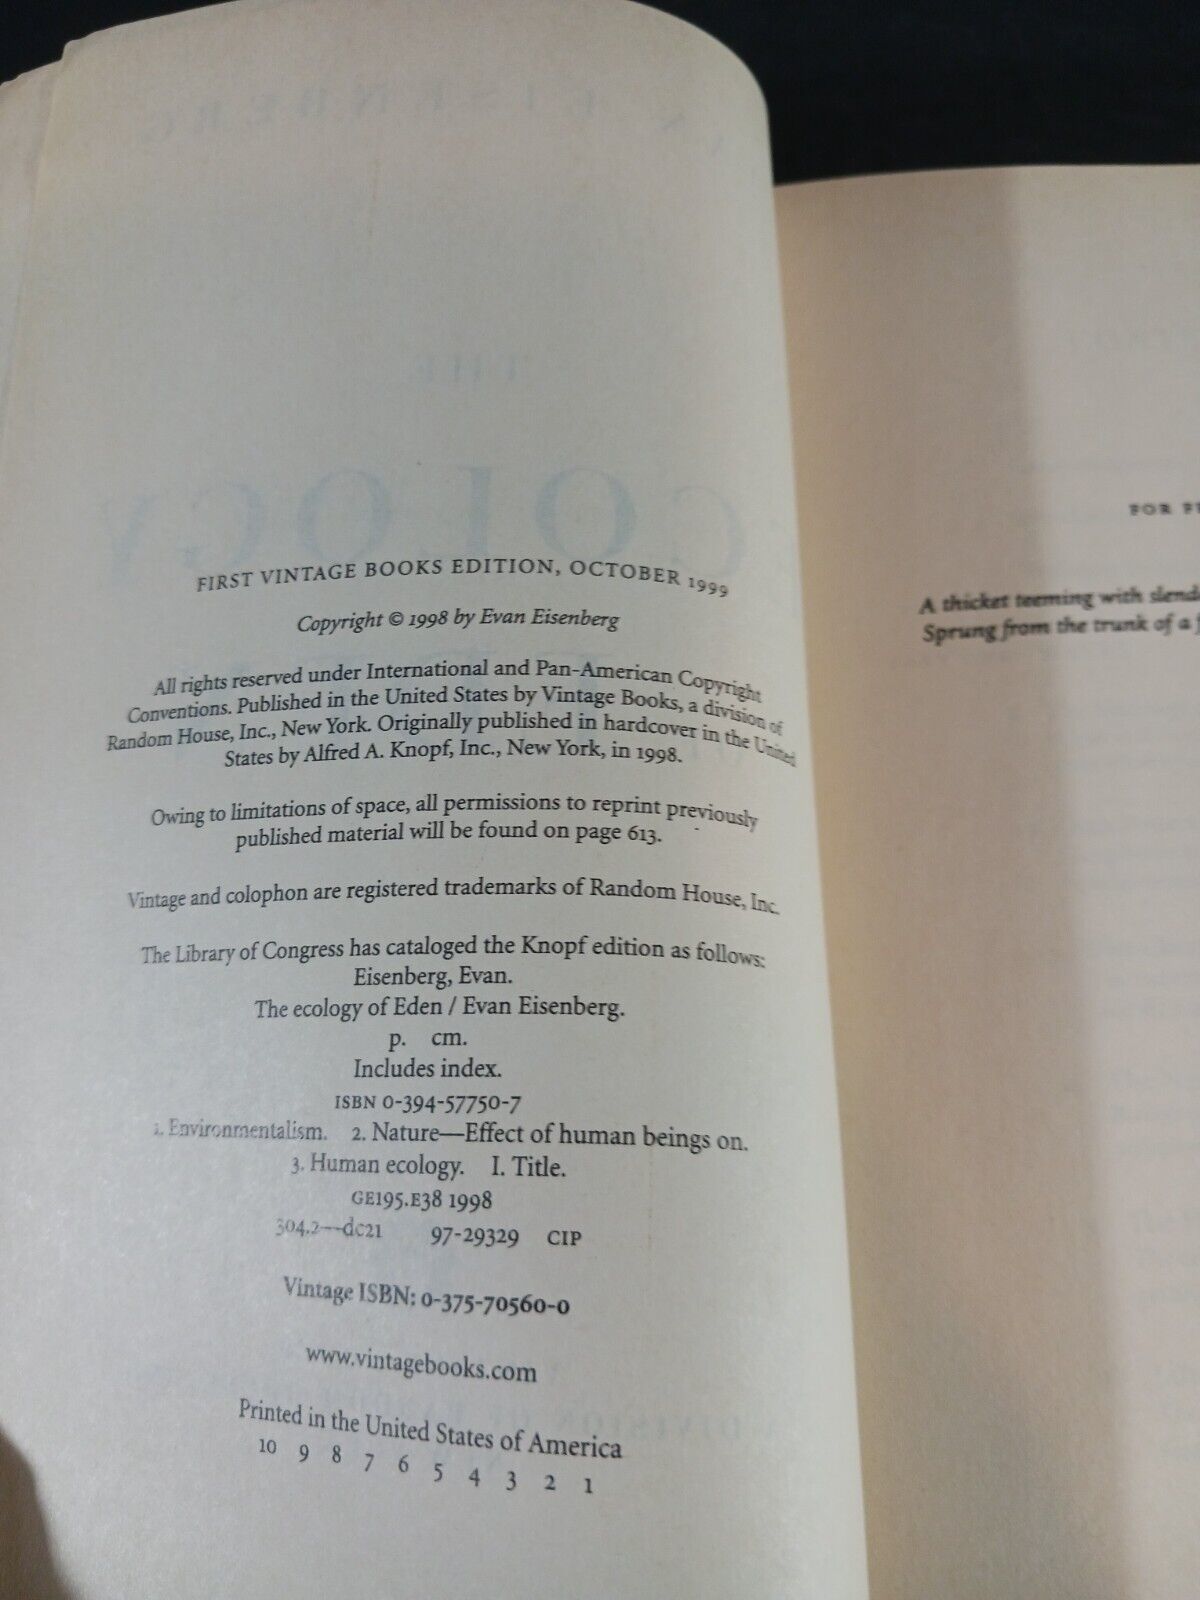 FIRST VINTAGE BOOKS EDITION, OCTOBER 1999
Copyright © 1998 by Evan Eisenberg
All rights reserved under International and Pan-American Copyright
Conventions. Published in the United States by Vintage Books, a division of
Random House, Inc., New York. Originally published in hardcover in the United
States by Alfred A. Knopf, Inc., New York, in 1998.
Owing to limitations of space, all permissions to reprint previously
published material will be found on page 613.
Vintage and colophon are registered trademarks of Random House, Inc.
The Library of Congress has cataloged the Knopf edition as follows:
Eisenberg, Evan.
The ecology of Eden / Evan Eisenberg.
p. cm.
Includes index.
ISBN 0-394-57750-7
1. Environmentalism. 2. Nature—Effect of human beings on.
3. Human ecology. I. Title.
GE195.E38 1998
304.2—dc21 97-29329 CIP
Vintage ISBN: 0-375-70560-0
www.vintagebooks.com
Printed in the United States of America
10 9 8 7 6 5 4 3 2 1
FOR
A thicket teeming with
Sprung from the trunk of a